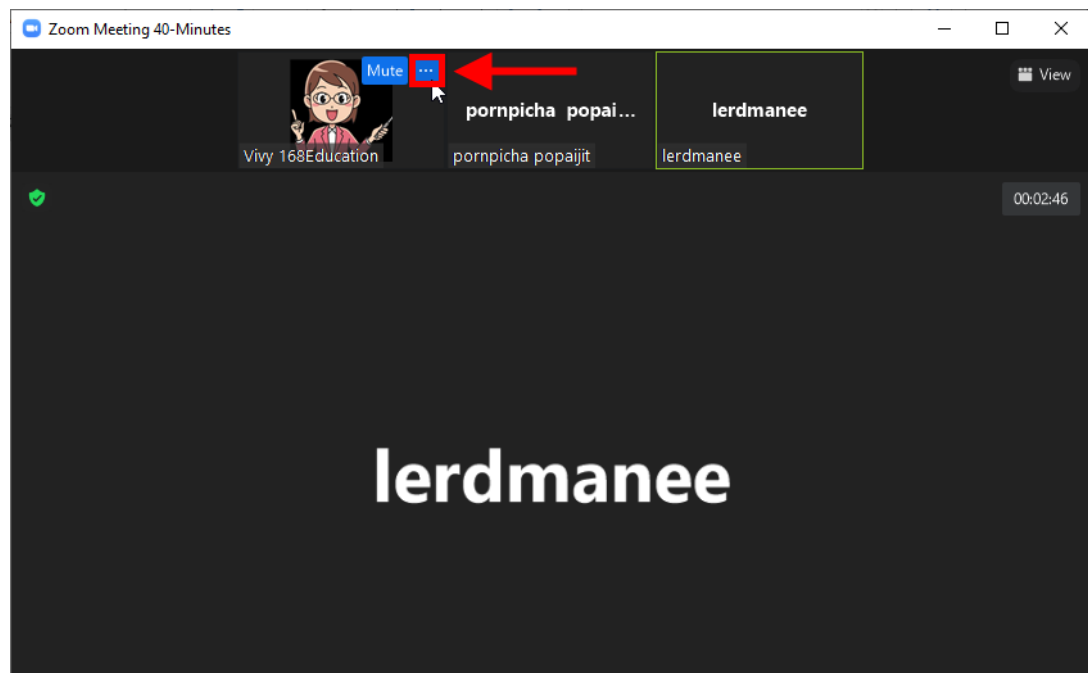 Zoom Meeting 40-Minutes
Mute ...
View
pornpicha popai...
lerdmanee
Vivy 168Education
pornpicha popaijit
lerdmanee
00:02:46
lerdmanee